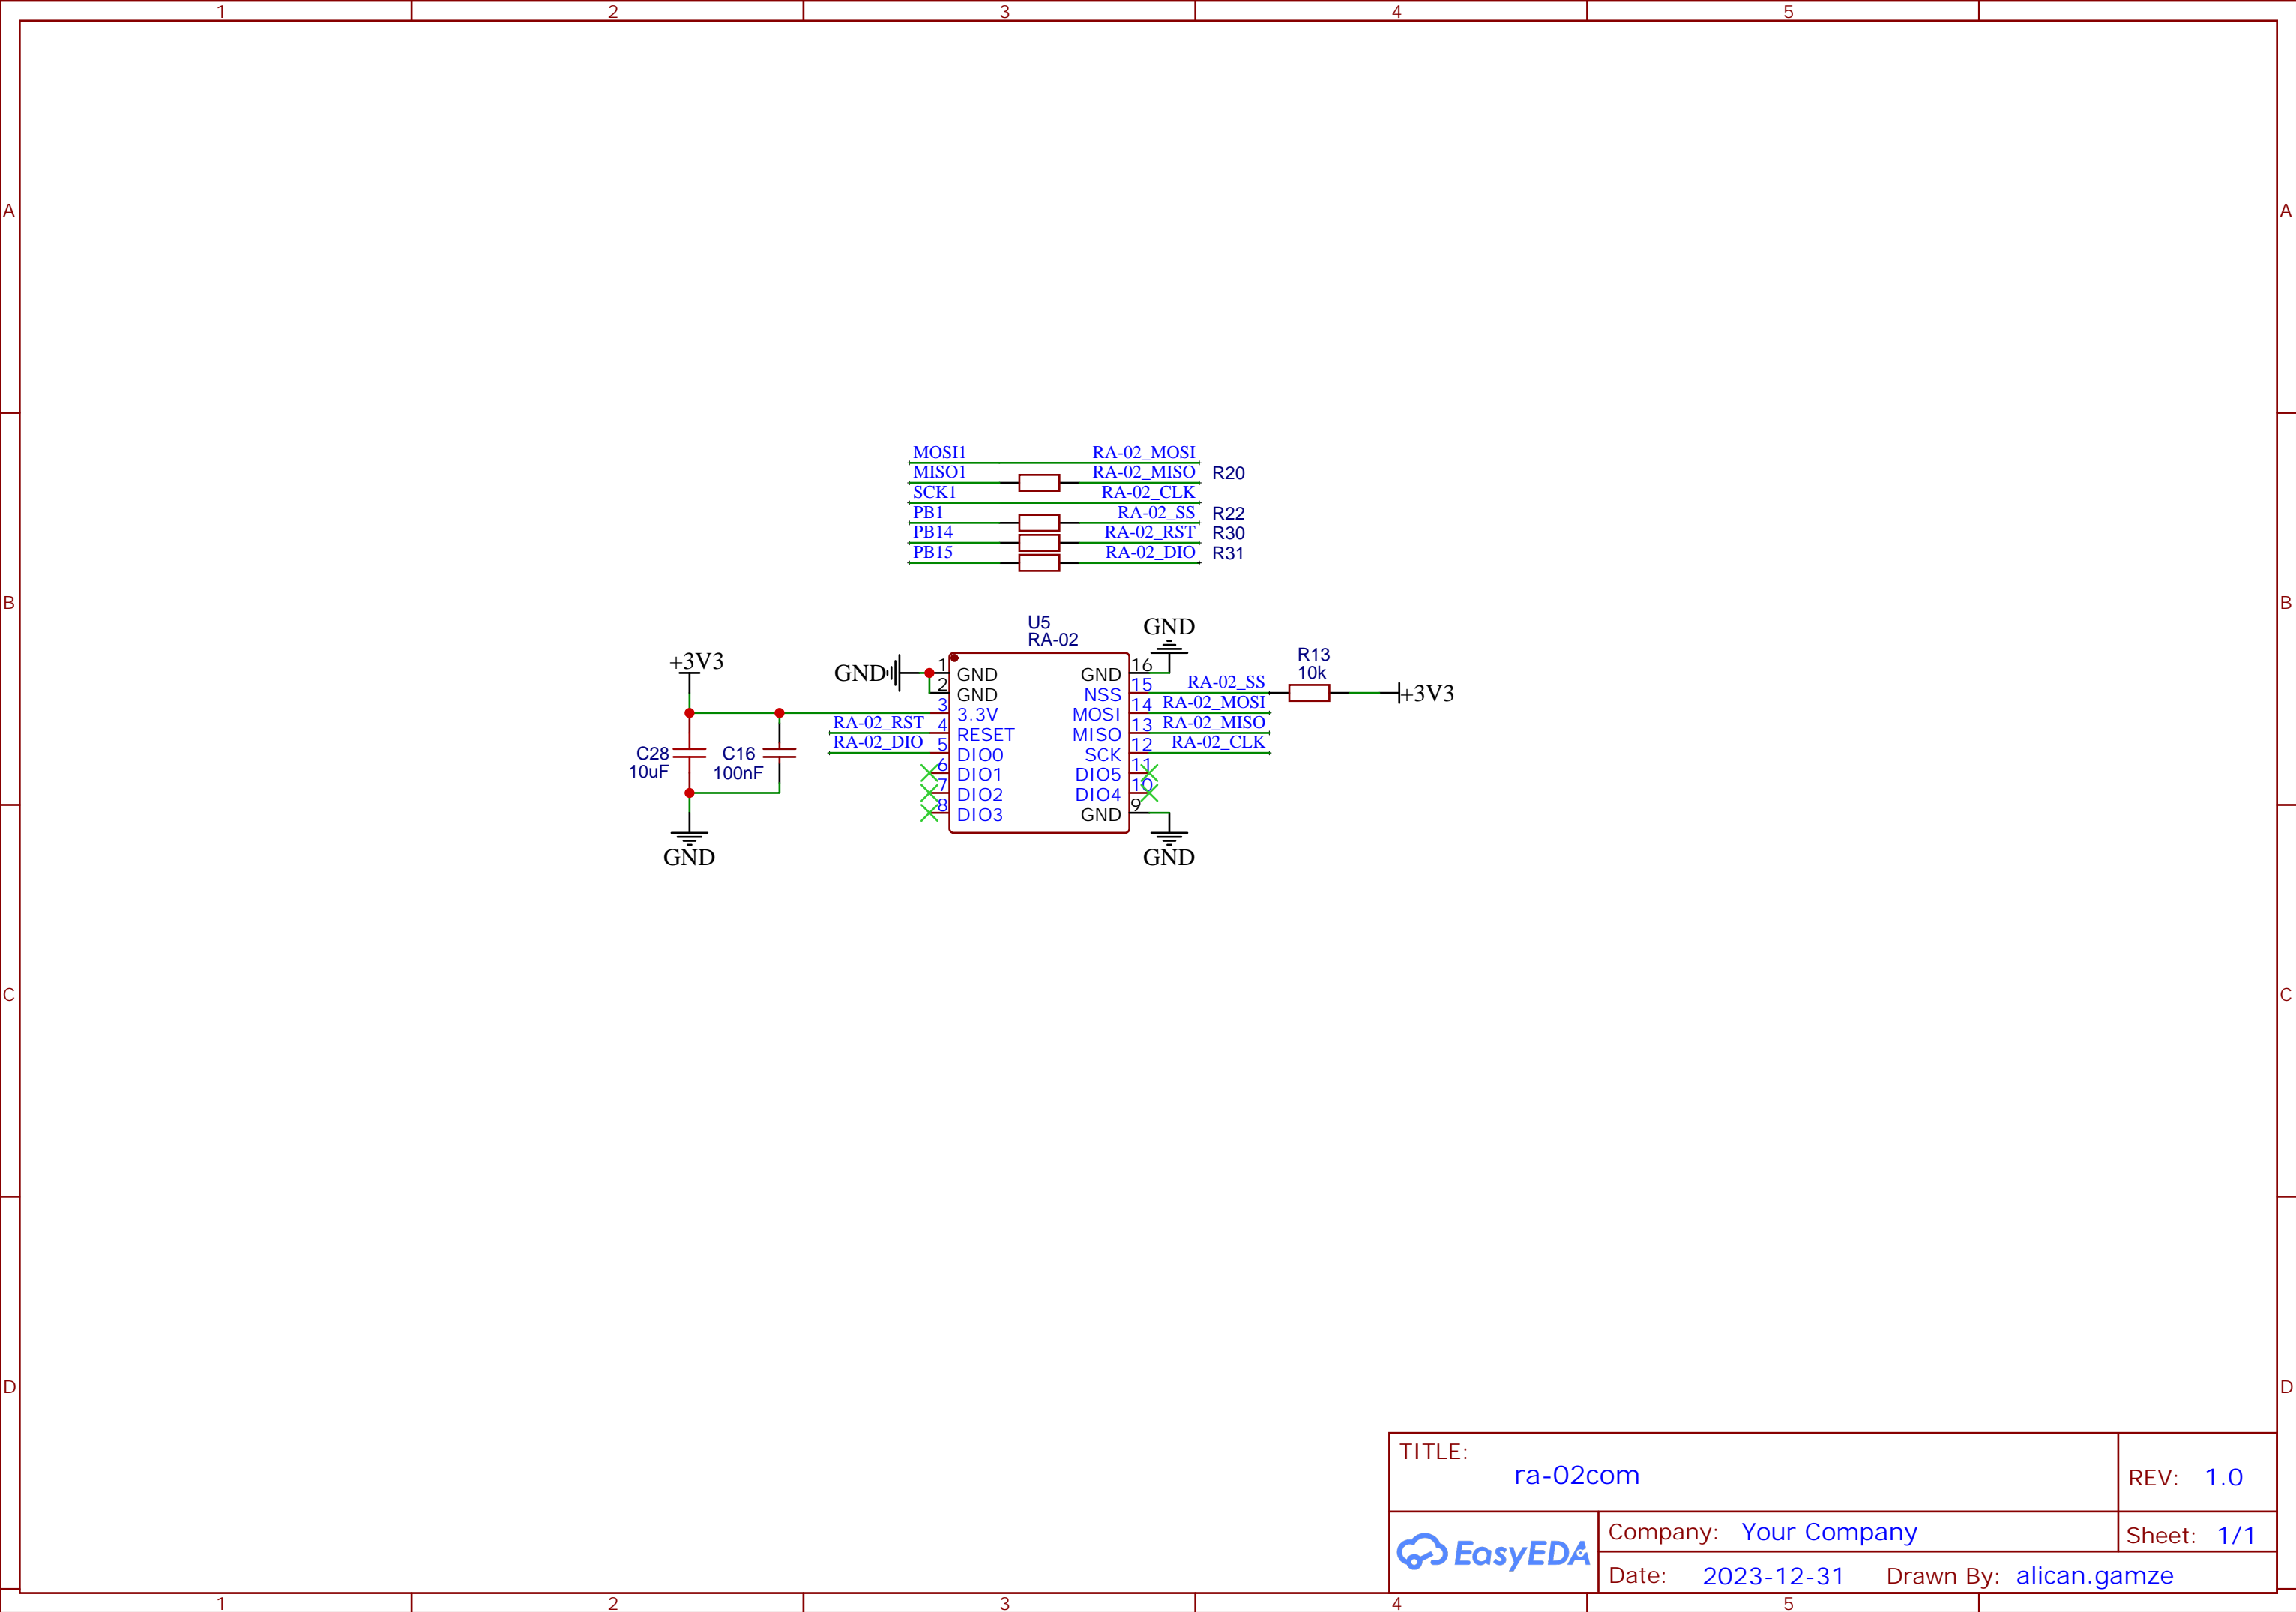 1 2 3 4 5
A A
B B
C C
D D
MOSI1 RA-02_MOSI
MISO1 RA-02_MISO R20
SCK1 RA-02_CLK
PB1 RA-02_SS R22
PB14 RA-02_RST R30
PB15 RA-02_DIO R31
U5
RA-02
+3V3
C28
10uF
C16
100nF
GND
GND
GND
GND
RA-02_RST
RA-02_DIO
1 GND
2 GND
3 3.3V
4 RESET
5 DIO0
6 DIO1
7 DIO2
8 DIO3
GND 16
NSS 15
MOSI 14
MISO 13
SCK 12
DIO5 11
DIO4 10
GND 9
RA-02_SS
RA-02_MOSI
RA-02_MISO
RA-02_CLK
R13
10k
+3V3
TITLE:
ra-02com
REV: 1.0
EasyEDA
Company: Your Company
Sheet: 1/1
Date: 2023-12-31 Drawn By: alican.gamze
1 2 3 4 5